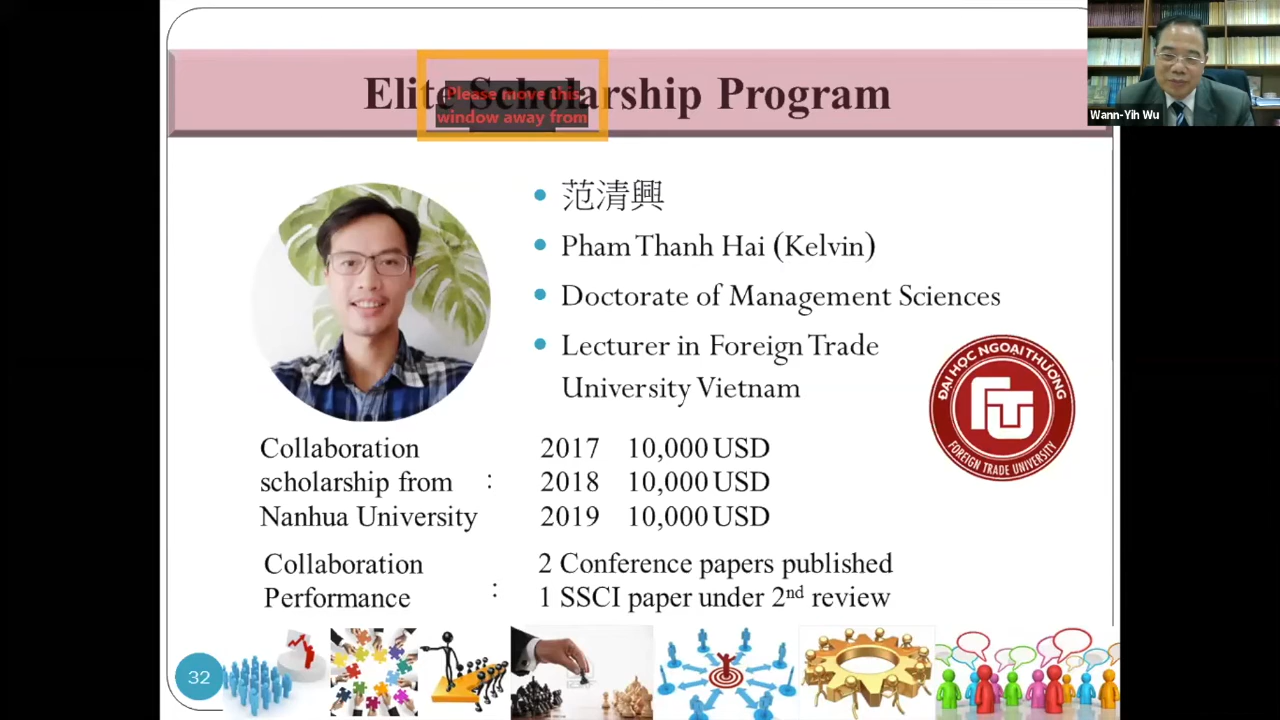 Elite Scholarship Program
Please move this
window away from
Wann-Yih Wu
范清興
Pham Thanh Hai (Kelvin)
Doctorate of Management Sciences
Lecturer in Foreign Trade
University Vietnam
ĐẠI HỌC NGOẠI THƯƠNG
FTU
FOREIGN TRADE UNIVERSITY
Collaboration 2017 10,000 USD
scholarship from : 2018 10,000 USD
Nanhua University 2019 10,000 USD
Collaboration 2 Conference papers published
Performance : 1 SSCI paper under 2nd review
32